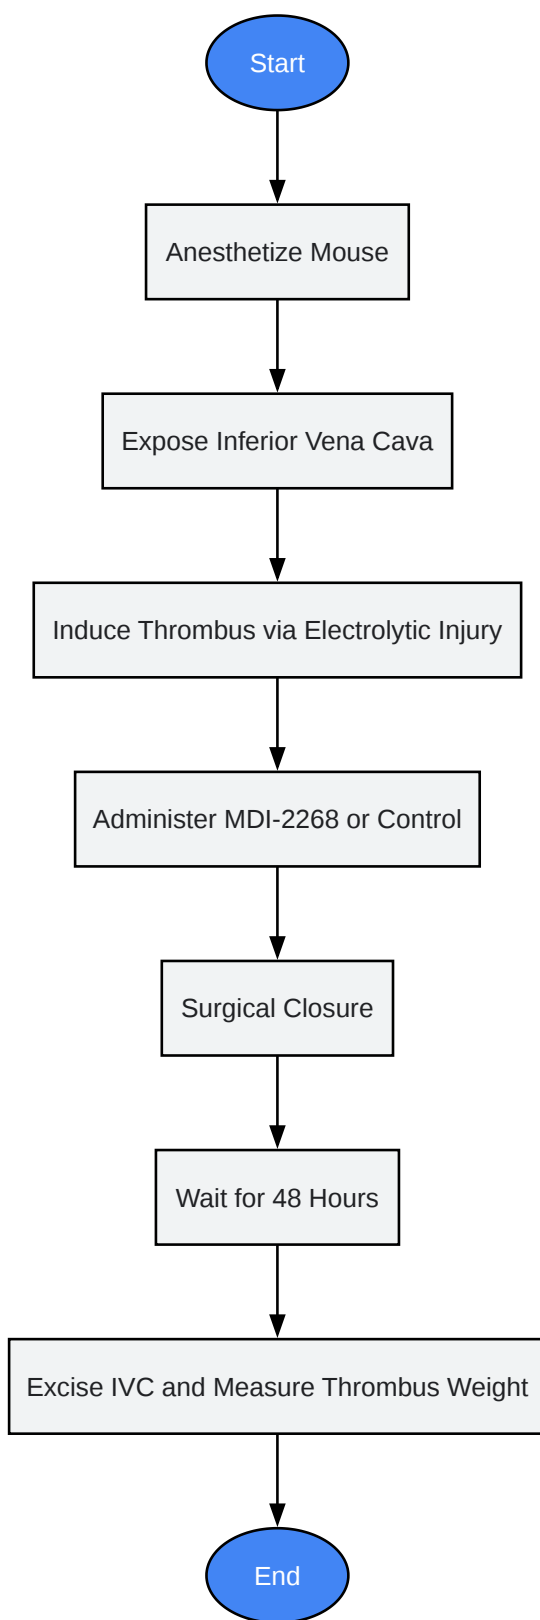 Start
Anesthetize Mouse
Expose Inferior Vena Cava
Induce Thrombus via Electrolytic Injury
Administer MDI-2268 or Control
Surgical Closure
Wait for 48 Hours
Excise IVC and Measure Thrombus Weight
End